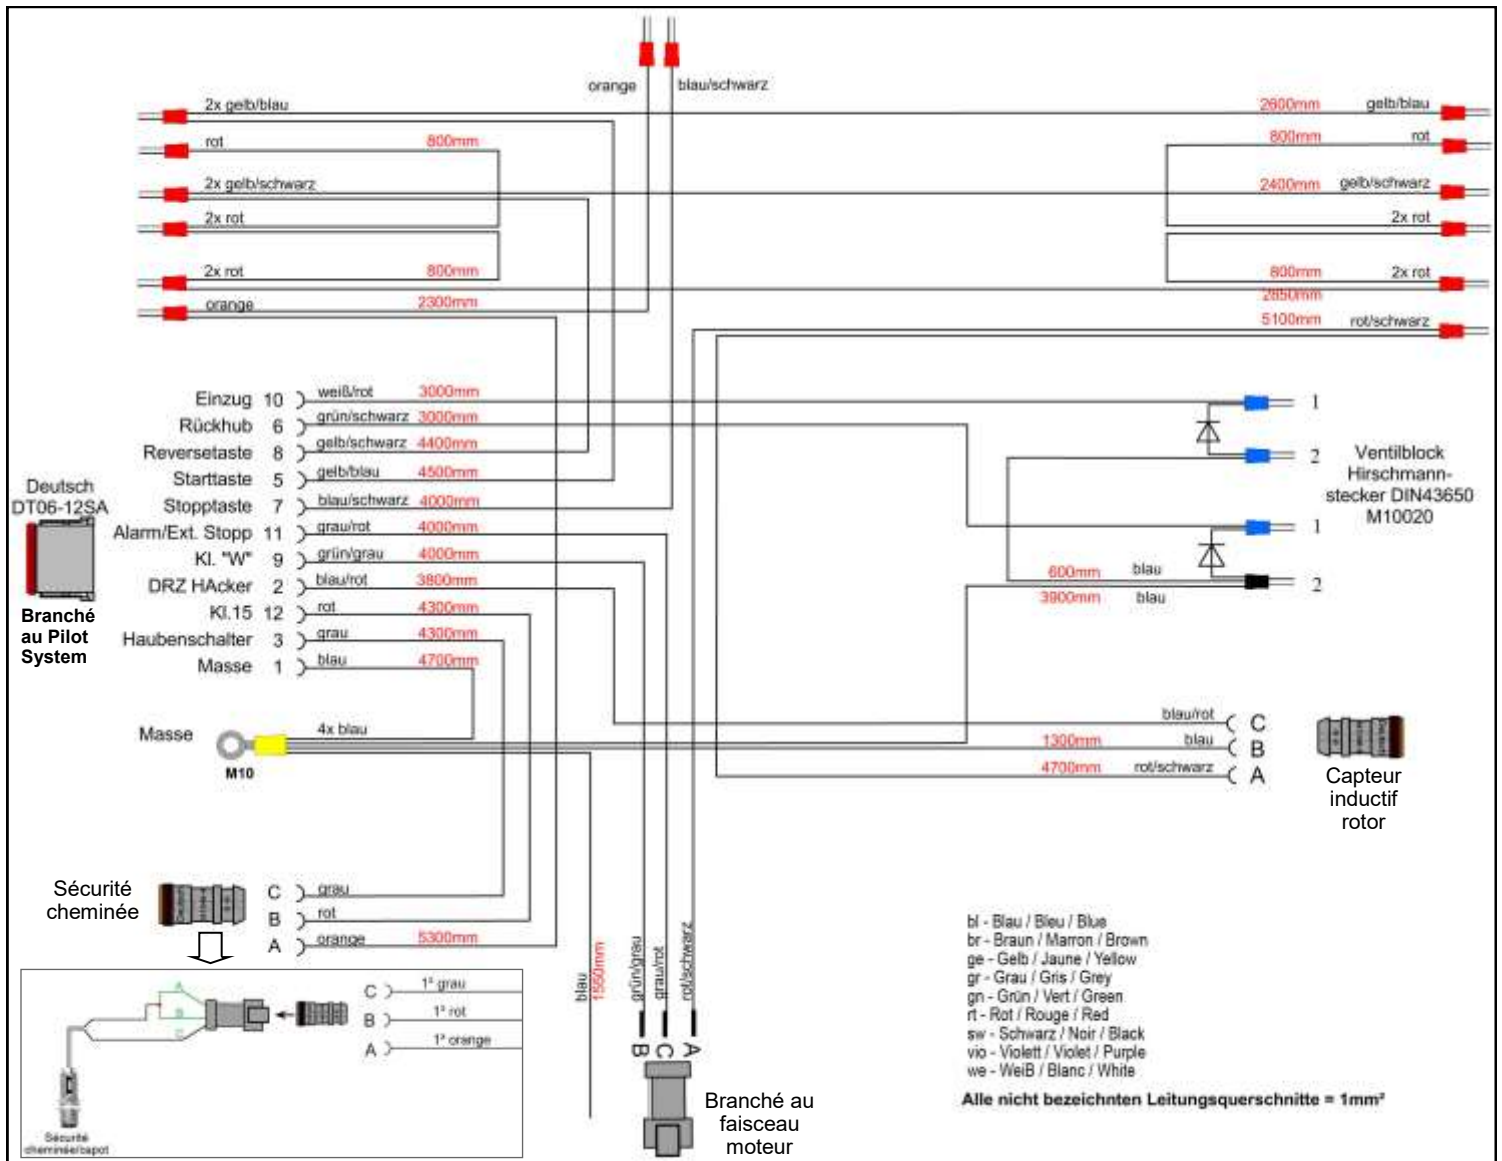 orange
blau/schwarz
2x gelb/blau
2600mm
gelb/blau
rot
800mm
800mm
rot
2x gelb/schwarz
2400mm
gelb/schwarz
2x rot
2x rot
2x rot
800mm
800mm
2x rot
orange
2300mm
2850mm
5100mm
rot/schwarz
Einzug 10 weiß/rot 3000mm
Rückhub 6 grün/schwarz 3000mm
Reversetaste 8 gelb/schwarz 4400mm
Starttaste 5 gelb/blau 4500mm
Stopptaste 7 blau/schwarz 4000mm
Alarm/Ext. Stopp 11 grau/rot 4000mm
Kl. "W" 9 grün/grau 4000mm
DRZ HAcker 2 blau/rot 3800mm
Kl.15 12 rot 4300mm
Haubenschalter 3 grau 4300mm
Masse 1 blau 4700mm
Deutsch
DT06-12SA
Branché
au Pilot
System
1
2
1
2
Ventilblock
Hirschmann-
stecker DIN43650
M10020
600mm blau
3900mm blau
Masse
4x blau
M10
blau/rot C
1300mm blau B
4700mm rot/schwarz A
Capteur
inductif
rotor
Sécurité
cheminée
C grau
B rot
A orange 5300mm
blau
1550mm
grün/grau
grau/rot
rot/schwarz
B C A
Branché au
faisceau
moteur
A
B
C
C 1² grau
B 1² rot
A 1² orange
Sécurité
cheminée/capot
bl - Blau / Bleu / Blue
br - Braun / Marron / Brown
ge - Gelb / Jaune / Yellow
gr - Grau / Gris / Grey
gn - Grün / Vert / Green
rt - Rot / Rouge / Red
sw - Schwarz / Noir / Black
vio - Violett / Violet / Purple
we - WeiB / Blanc / White
Alle nicht bezeichnten Leitungsquerschnitte = 1mm²